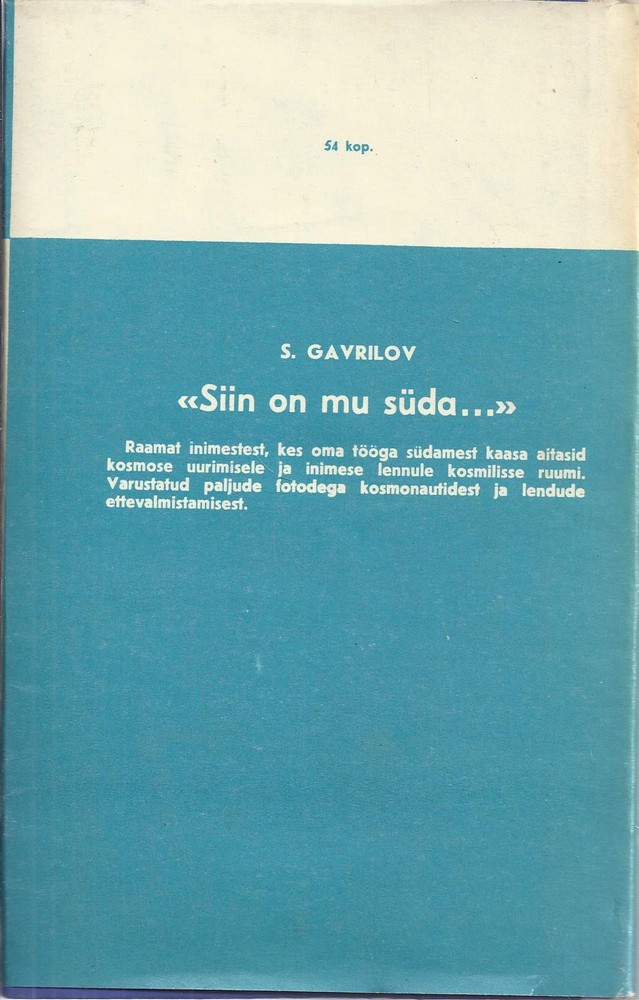 54 kop.
S. GAVRILOV
«Siin on mu süda...»
Raamat inimestest, kes oma tööga südamest kaasa aitasid
kosmose uurimisele ja inimese lennule kosmilisse ruumi.
Varustatud paljude fotodega kosmonautidest ja lendude
ettevalmistamisest.